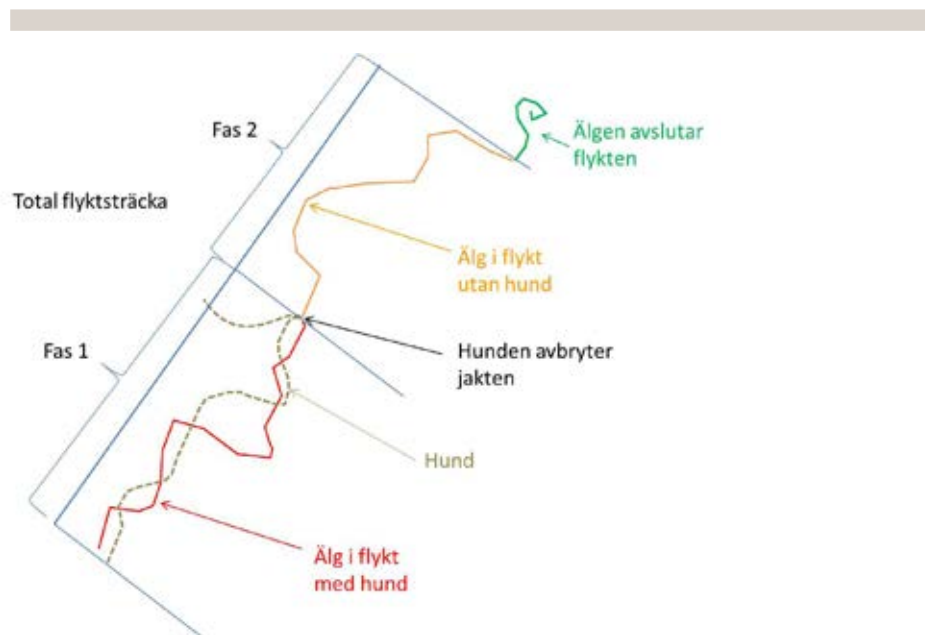 Fas 2
Älgen avslutar
flykten
Total flyktsträcka
Älg i flykt
utan hund
Fas 1
Hunden avbryter
jakten
Hund
Älg i flykt
med hund